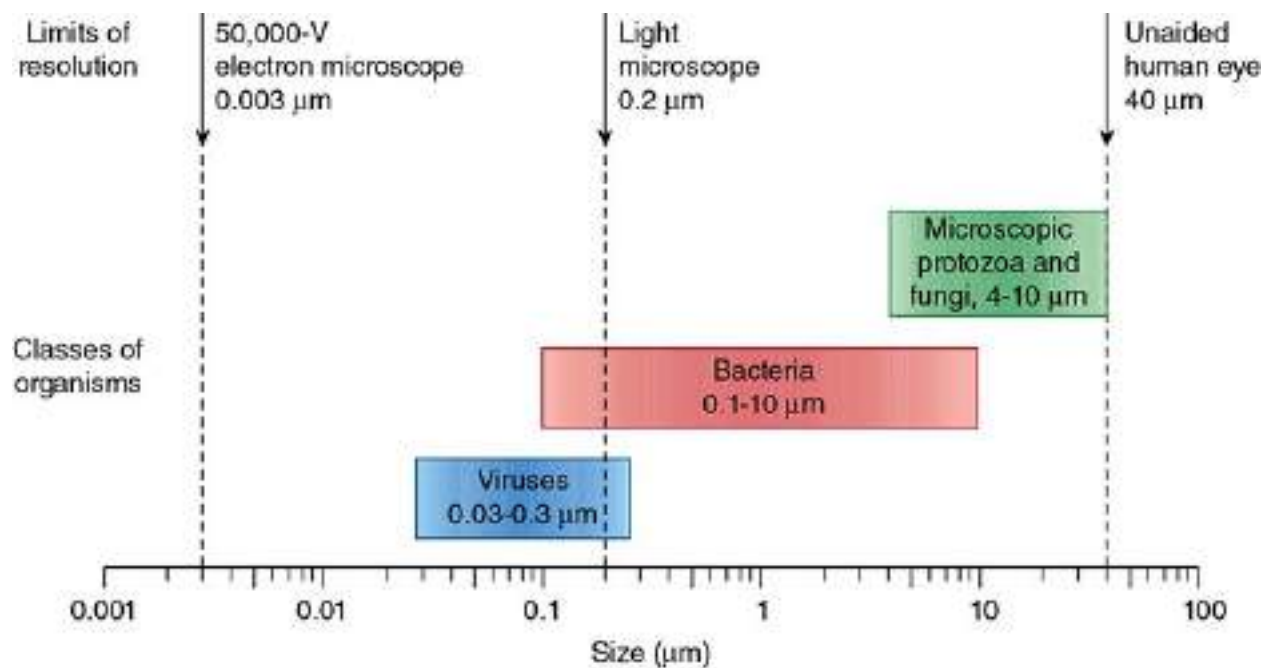 Limits of
resolution
50,000-V
electron microscope
0.003 μm
Light
microscope
0.2 μm
Unaided
human eye
40 μm
Microscopic
protozoa and
fungi, 4-10 μm
Classes of
organisms
Bacteria
0.1-10 μm
Viruses
0.03-0.3 μm
0.001 0.01 0.1 1 10 100
Size (μm)